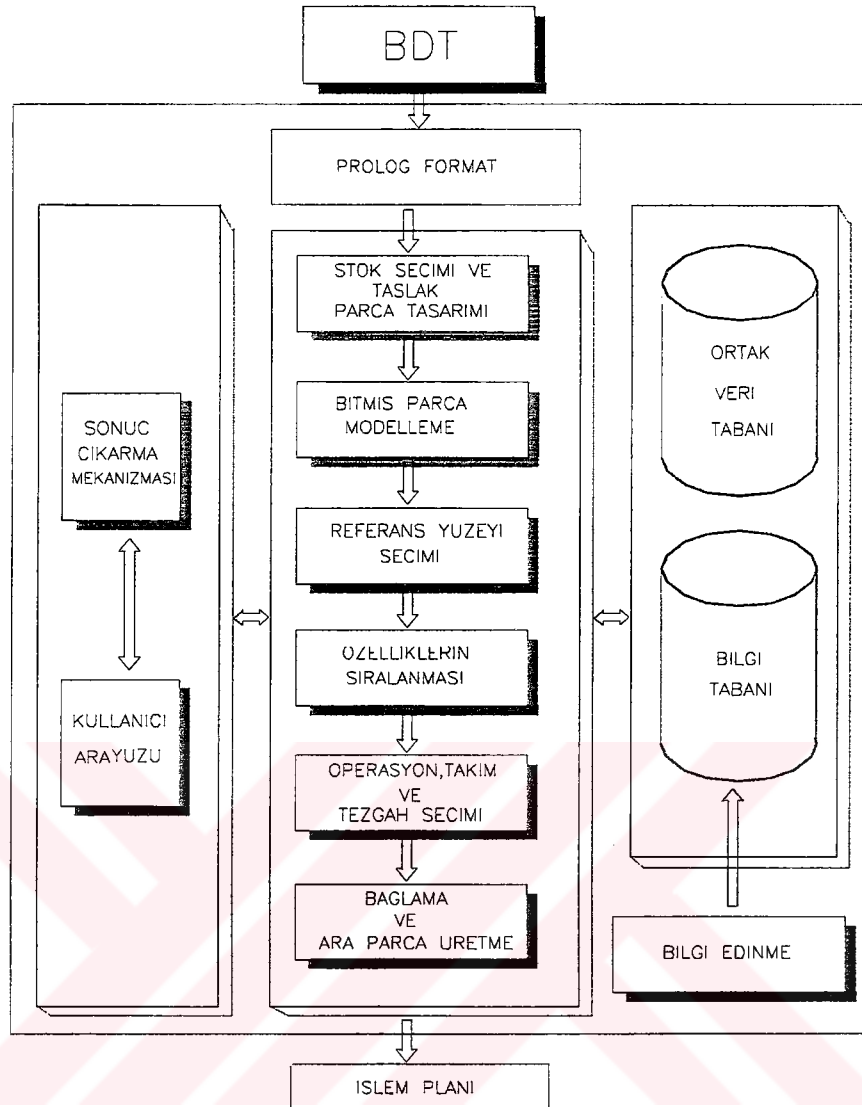 BDT
PROLOG FORMAT
STOK SECIMI VE
TASLAK
PARCA TASARIMI
BITMIS PARCA
MODELLEME
REFERANS YUZEYI
SECIMI
OZELLIKLERIN
SIRALANMASI
OPERASYON,TAKIM
VE
TEZGAH SECIMI
BAGLAMA
VE
ARA PARCA URETME
SONUC
CIKARMA
MEKANIZMASI
KULLANICI
ARAYUZU
ORTAK
VERI
TABANI
BILGI
TABANI
BILGI EDINME
ISLEM PLANI